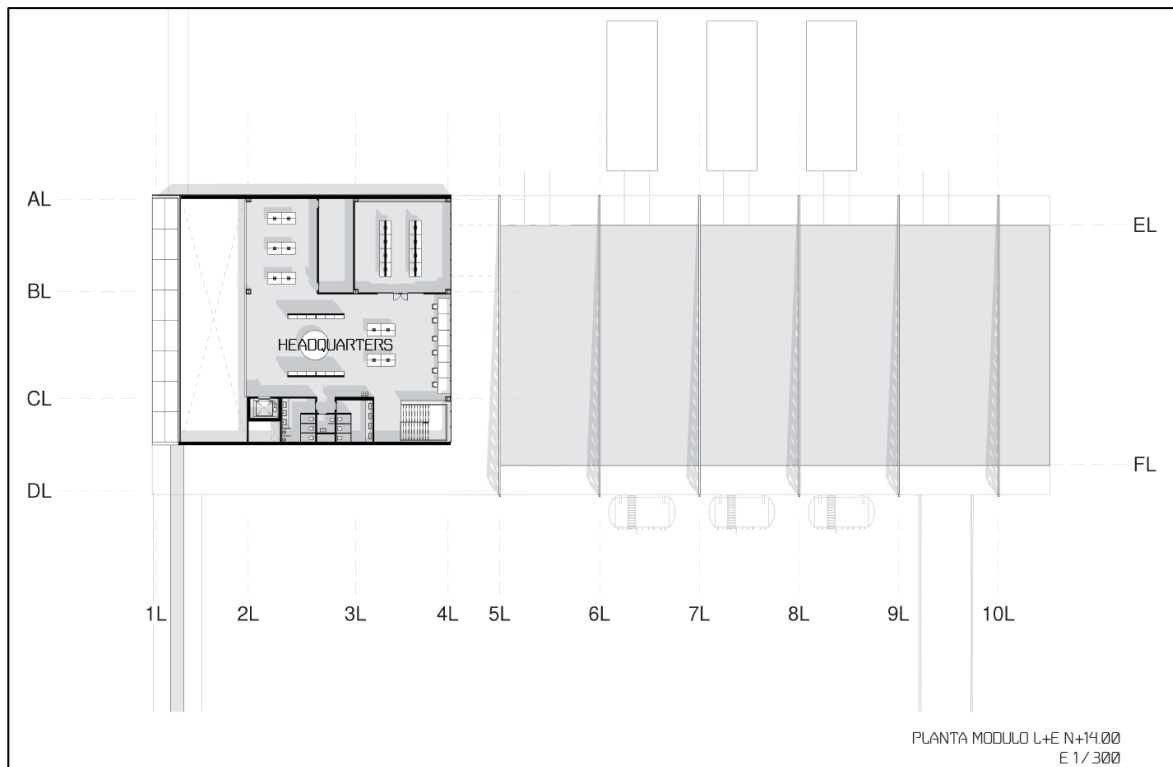 AL
EL
BL
HEADQUARTERS
CL
FL
DL
1L 2L 3L 4L 5L 6L 7L 8L 9L 10L
PLANTA MODULO L+E N+14.00
E 1/300